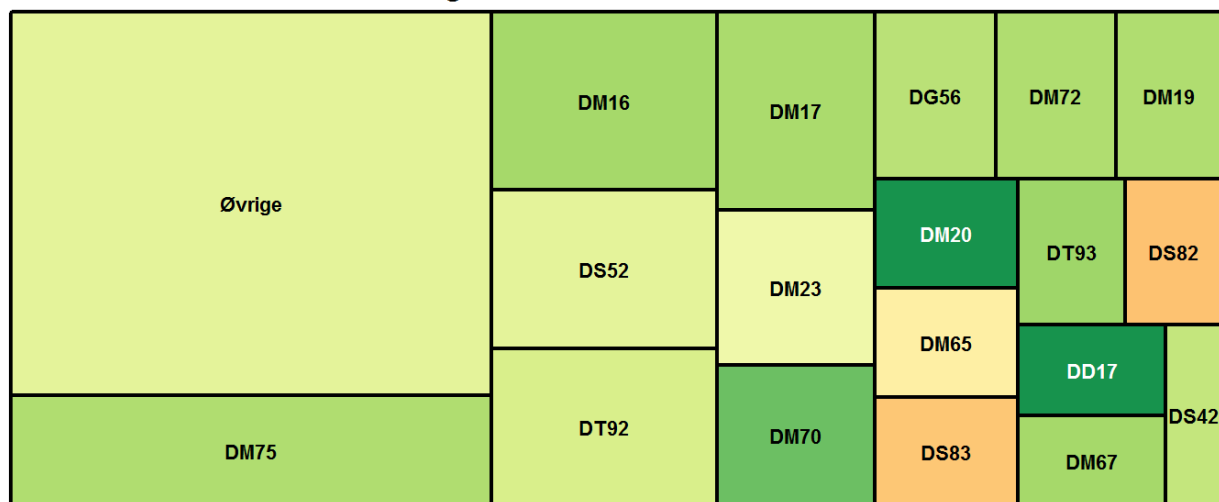 Øvrige
DM75
DM16
DS52
DT92
DM17
DM23
DM70
DG56
DM72
DM19
DM20
DM65
DS83
DT93
DS82
DD17
DM67
DS42